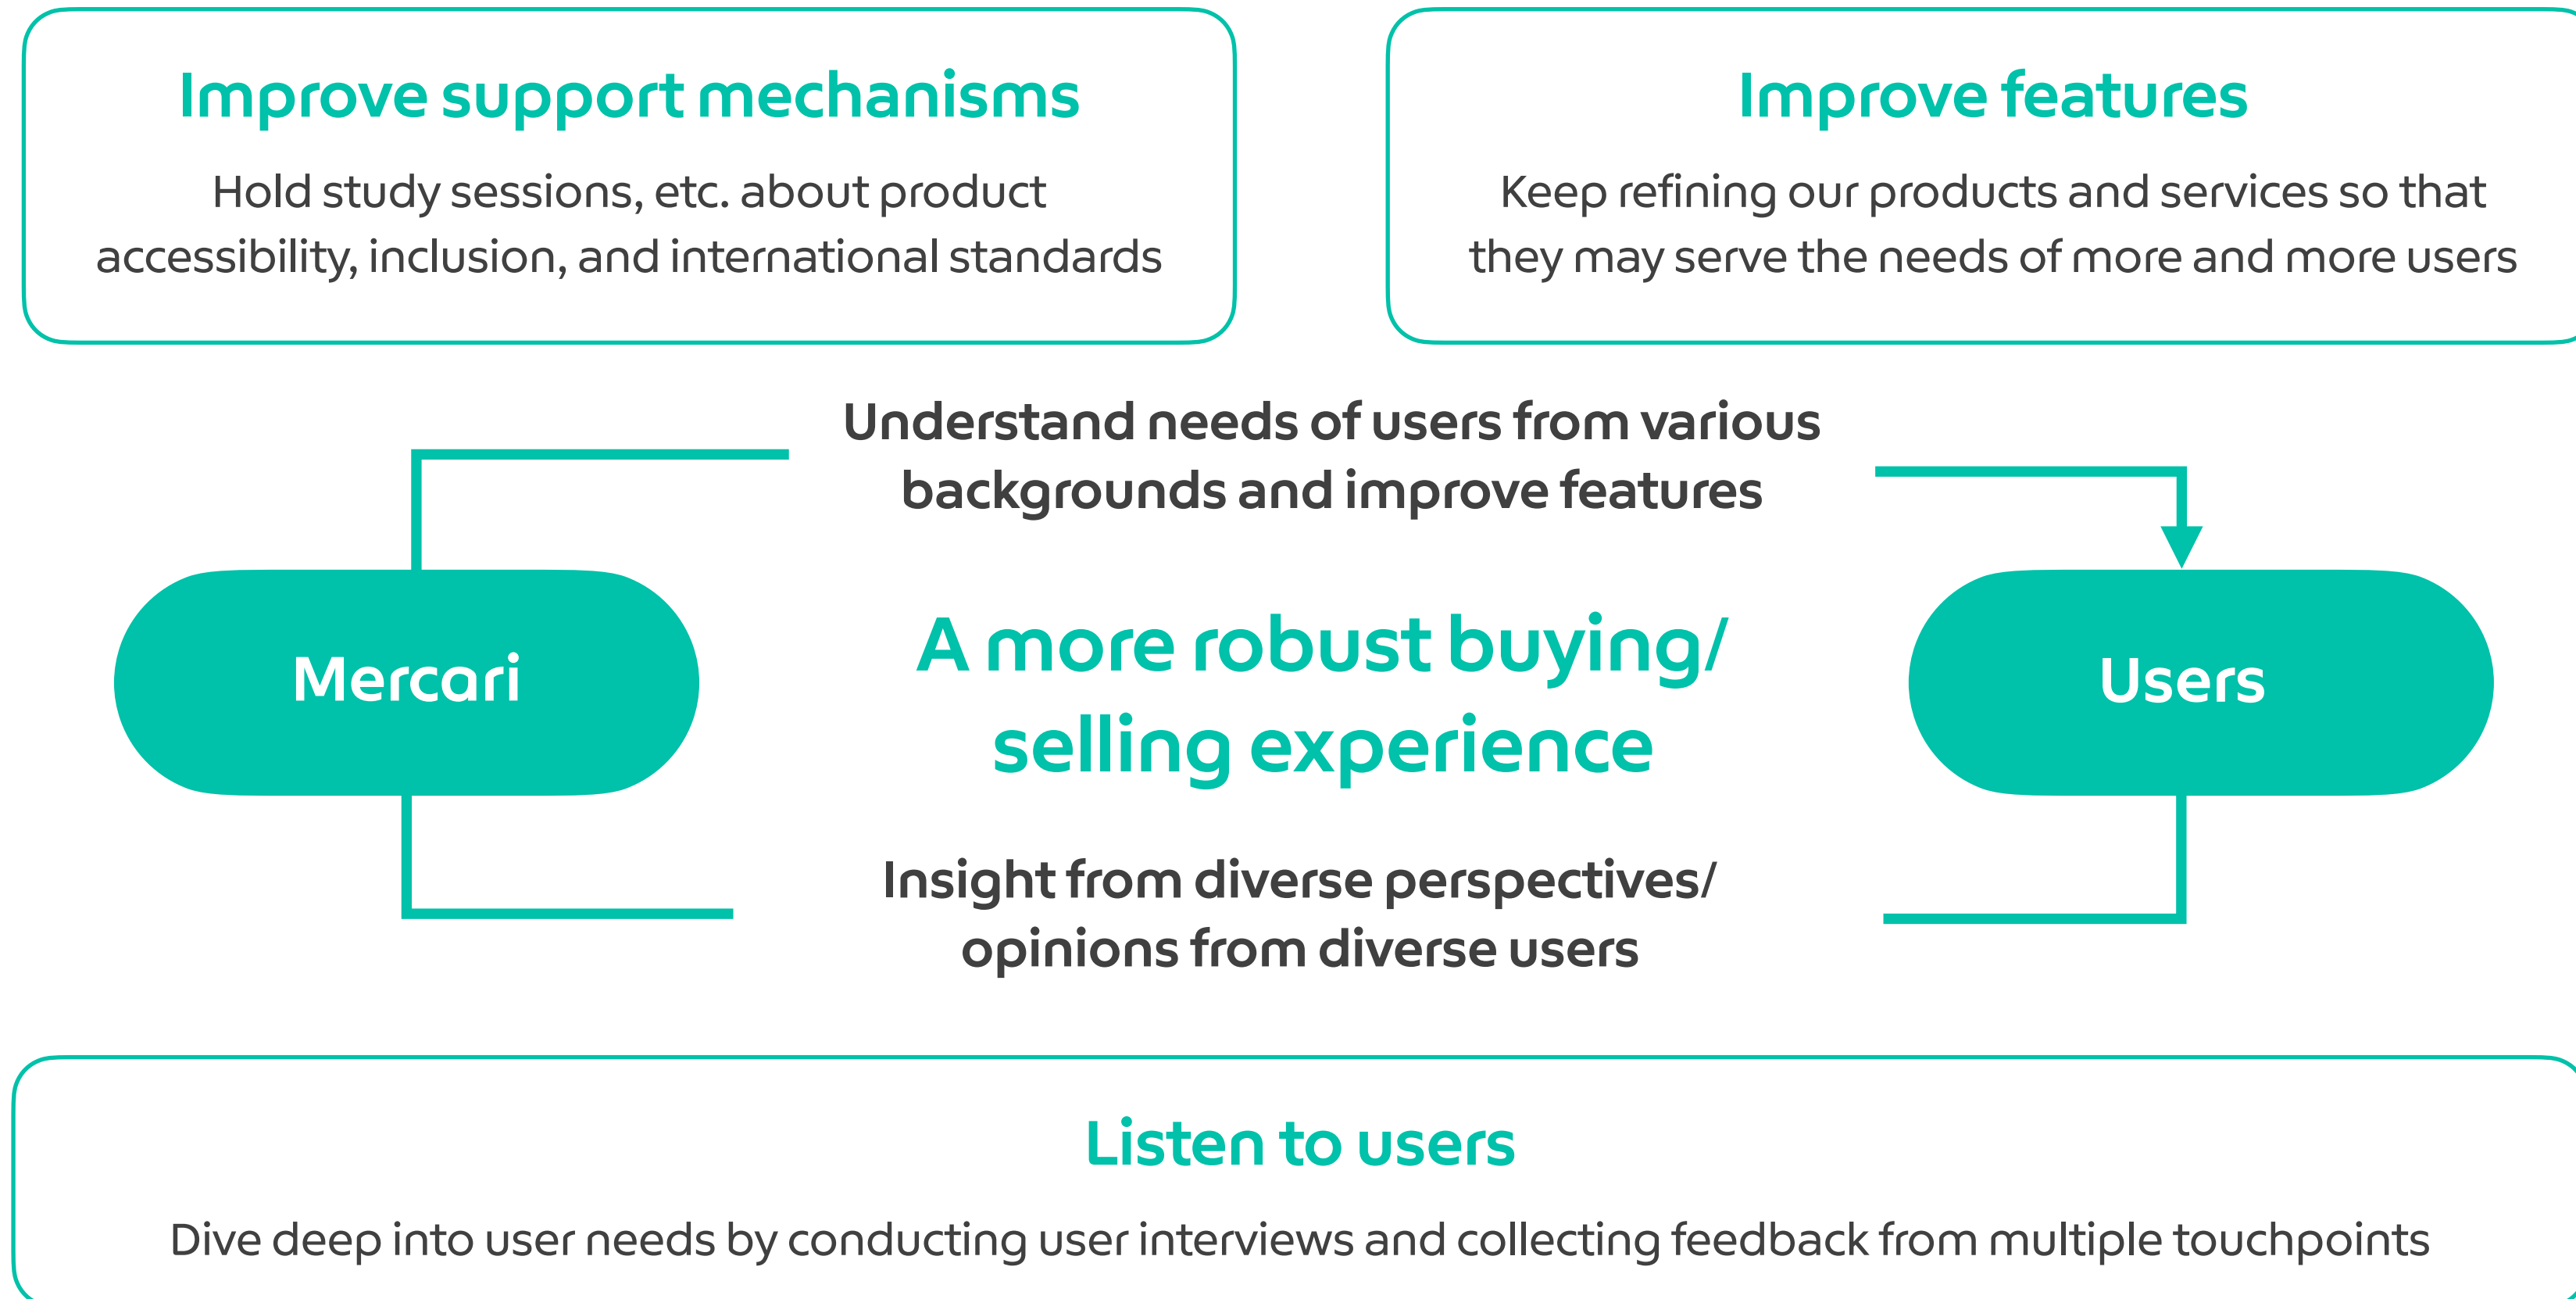 Improve support mechanisms
Hold study sessions, etc. about product
accessibility, inclusion, and international standards
Improve features
Keep refining our products and services so that
they may serve the needs of more and more users
Understand needs of users from various
backgrounds and improve features
Mercari
A more robust buying/
selling experience
Users
Insight from diverse perspectives/
opinions from diverse users
Listen to users
Dive deep into user needs by conducting user interviews and collecting feedback from multiple touchpoints